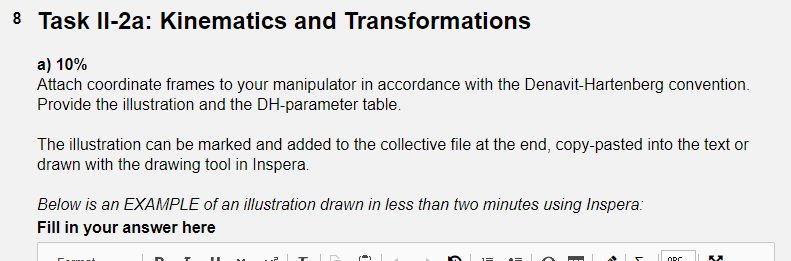 8 Task II-2a: Kinematics and Transformations
a) 10%
Attach coordinate frames to your manipulator in accordance with the Denavit-Hartenberg convention.
Provide the illustration and the DH-parameter table.
The illustration can be marked and added to the collective file at the end, copy-pasted into the text or
drawn with the drawing tool in Inspera.
Below is an EXAMPLE of an illustration drawn in less than two minutes using Inspera:
Fill in your answer here